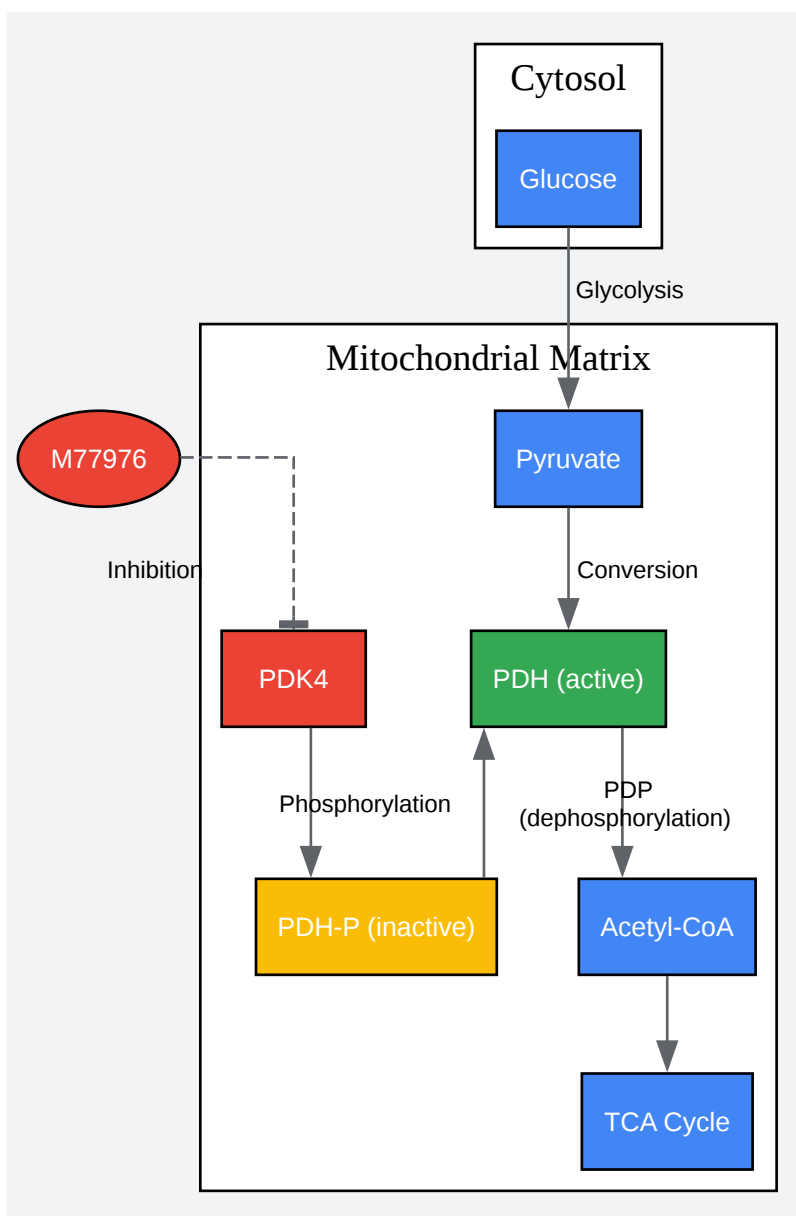 Cytosol
Glucose
Glycolysis
Mitochondrial Matrix
M77976
Pyruvate
Inhibition
Conversion
PDK4
PDH (active)
Phosphorylation
PDP
(dephosphorylation)
PDH-P (inactive)
Acetyl-CoA
TCA Cycle